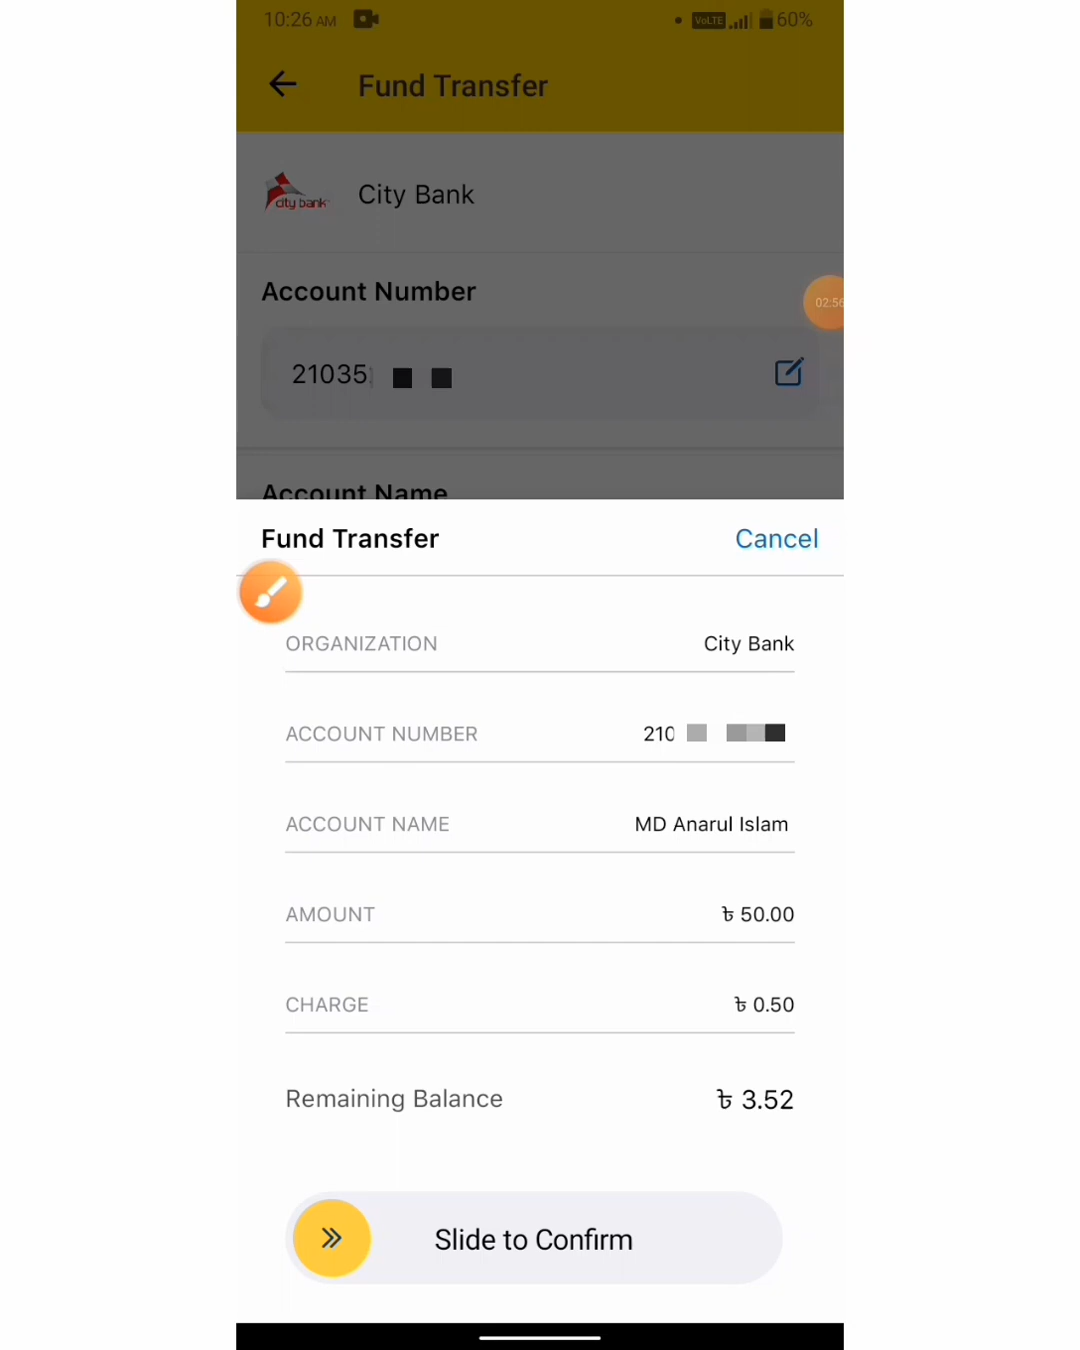 10:26 AM
VoLTE
60%
Fund Transfer
city bank
City Bank
Account Number
02:56
21035
Account Name
Fund Transfer
Cancel
ORGANIZATION
City Bank
ACCOUNT NUMBER
210
ACCOUNT NAME
MD Anarul Islam
AMOUNT
৳ 50.00
CHARGE
৳ 0.50
Remaining Balance
৳ 3.52
Slide to Confirm